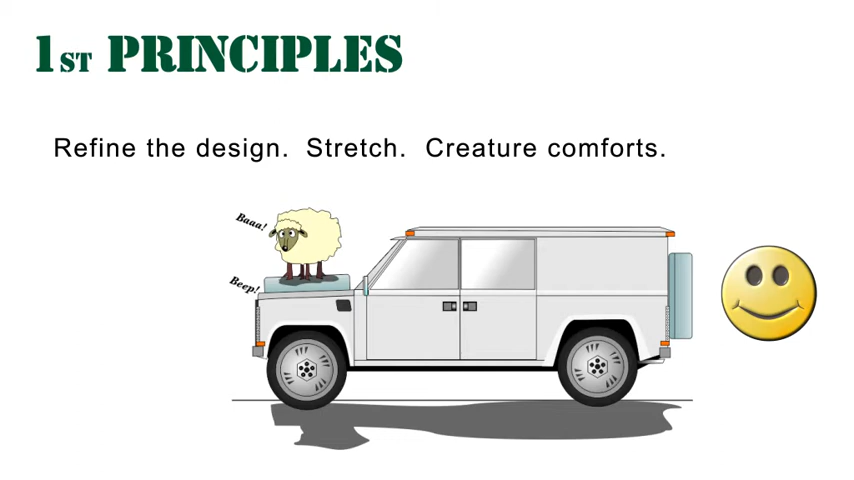 1ST PRINCIPLES
Refine the design. Stretch. Creature comforts.
Baaa!
Beep!